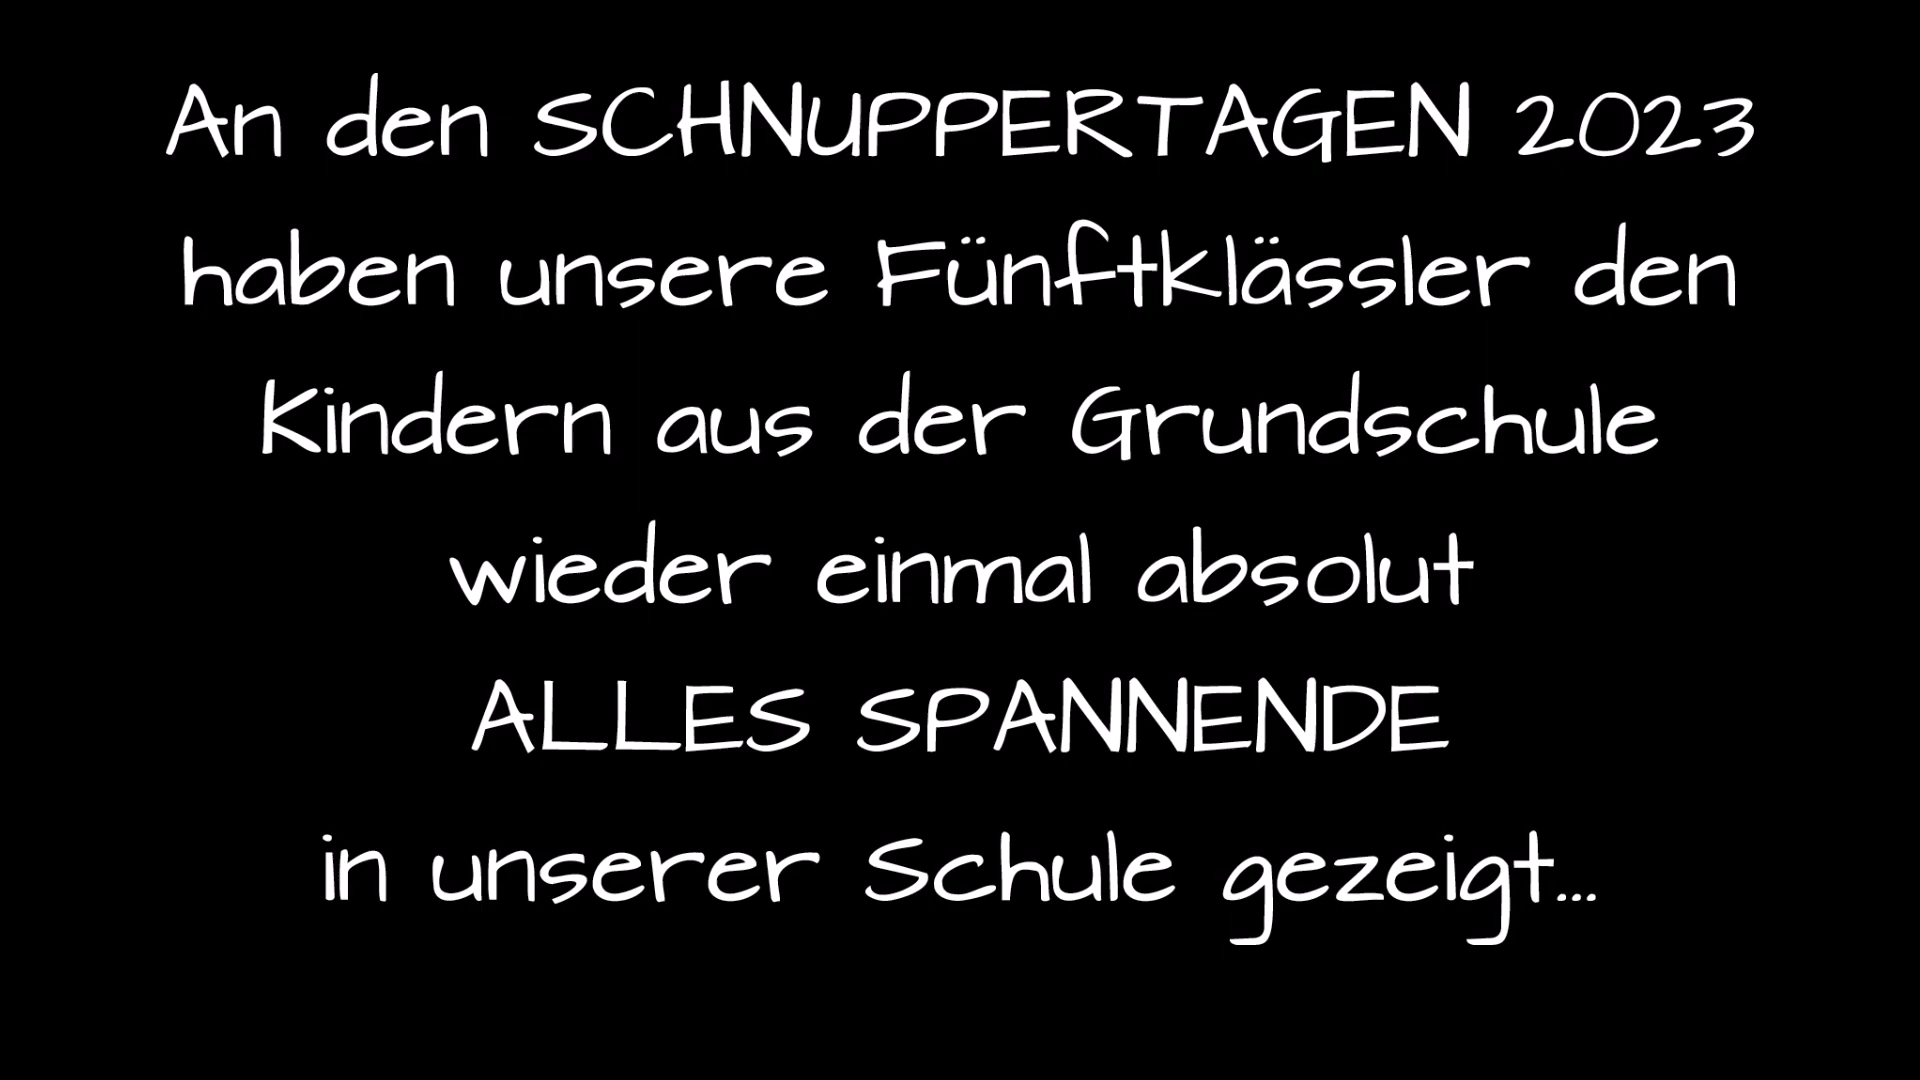 An den SCHNUPPERTAGEN 2023
haben unsere Fünftklässler den
Kindern aus der Grundschule
wieder einmal absolut
ALLES SPANNENDE
in unserer Schule gezeigt...